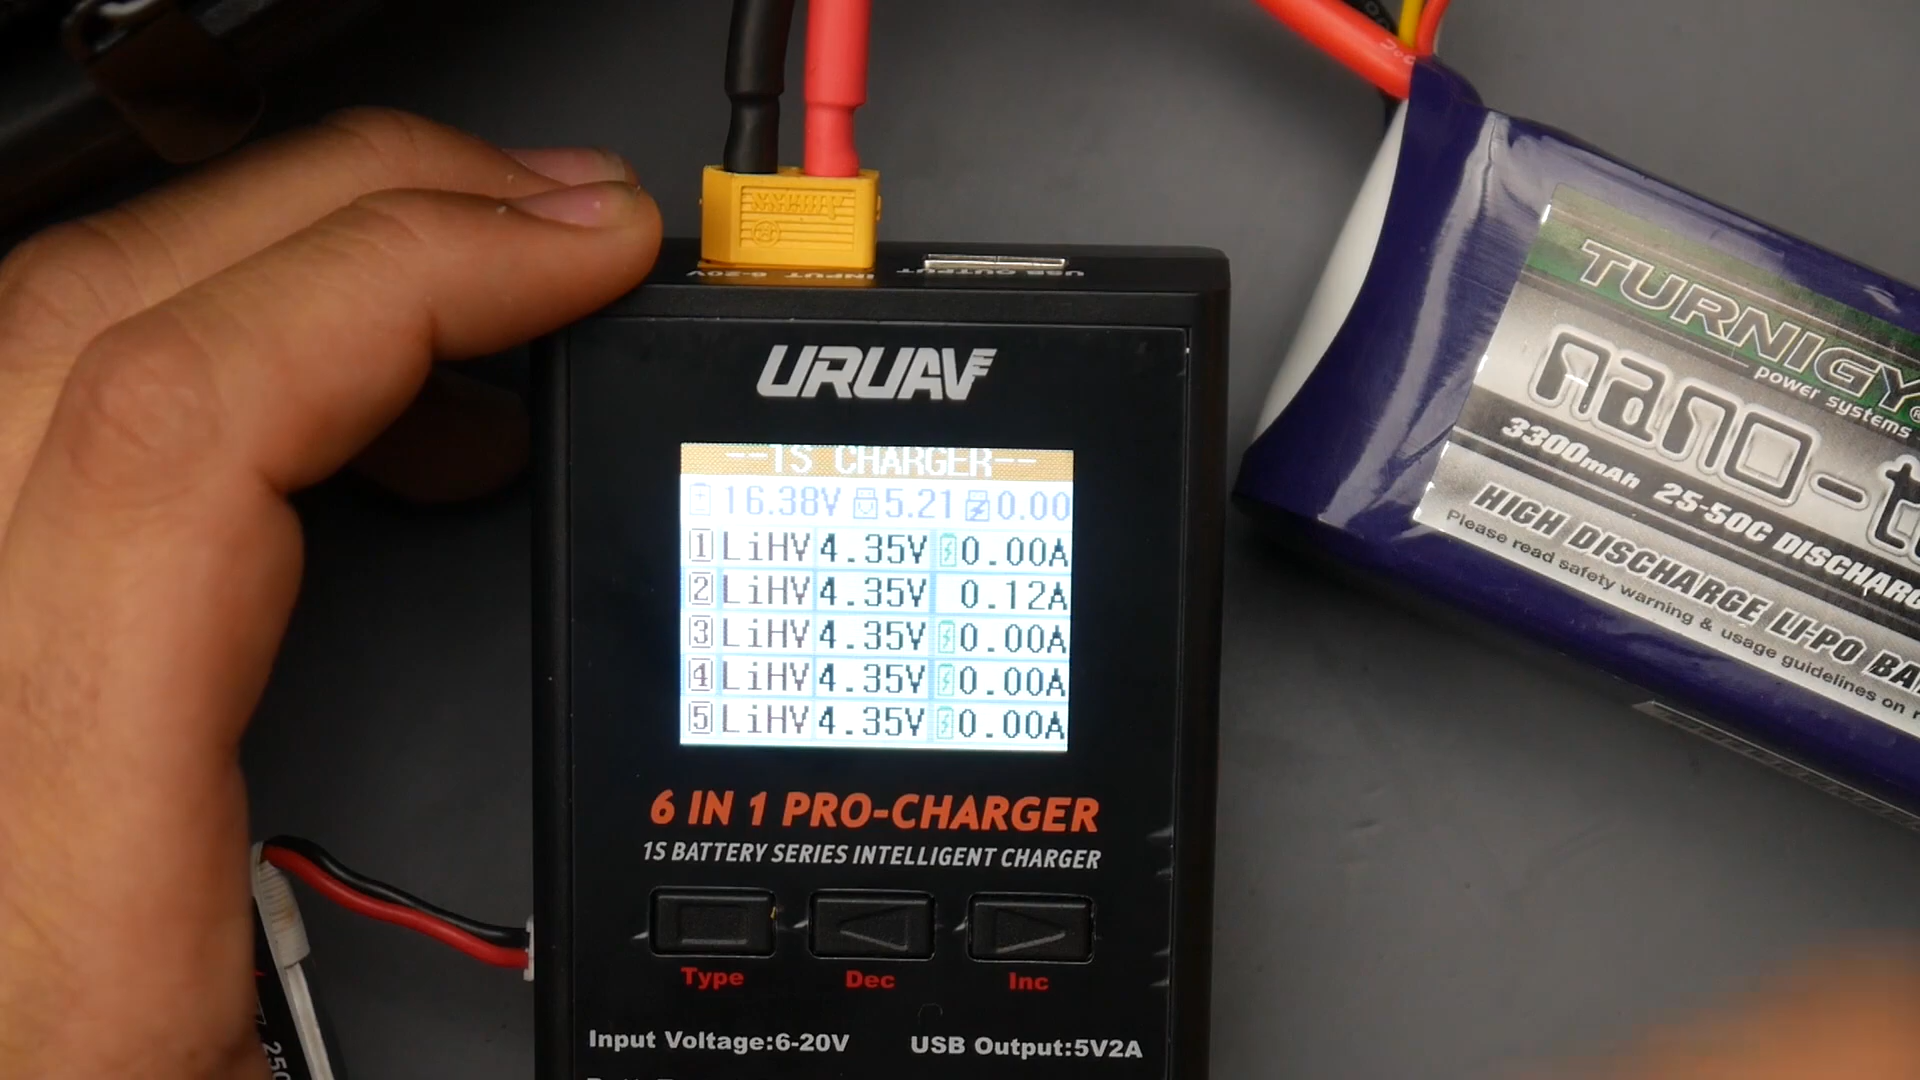 INPUT 6-20V
USB OUTPUT
URUAV
--1S CHARGER--
16.38V 5.21 0.00
1 LiHV 4.35V 0.00A
2 LiHV 4.35V 0.12A
3 LiHV 4.35V 0.00A
4 LiHV 4.35V 0.00A
5 LiHV 4.35V 0.00A
6 IN 1 PRO-CHARGER
1S BATTERY SERIES INTELLIGENT CHARGER
Type Dec Inc
Input Voltage:6-20V USB Output:5V2A
TURNIGY
power systems
nano-
3300mAh 25-50C DISCHARG
HIGH DISCHARGE LI-PO BA
Please read safety warning & usage guidelines on r